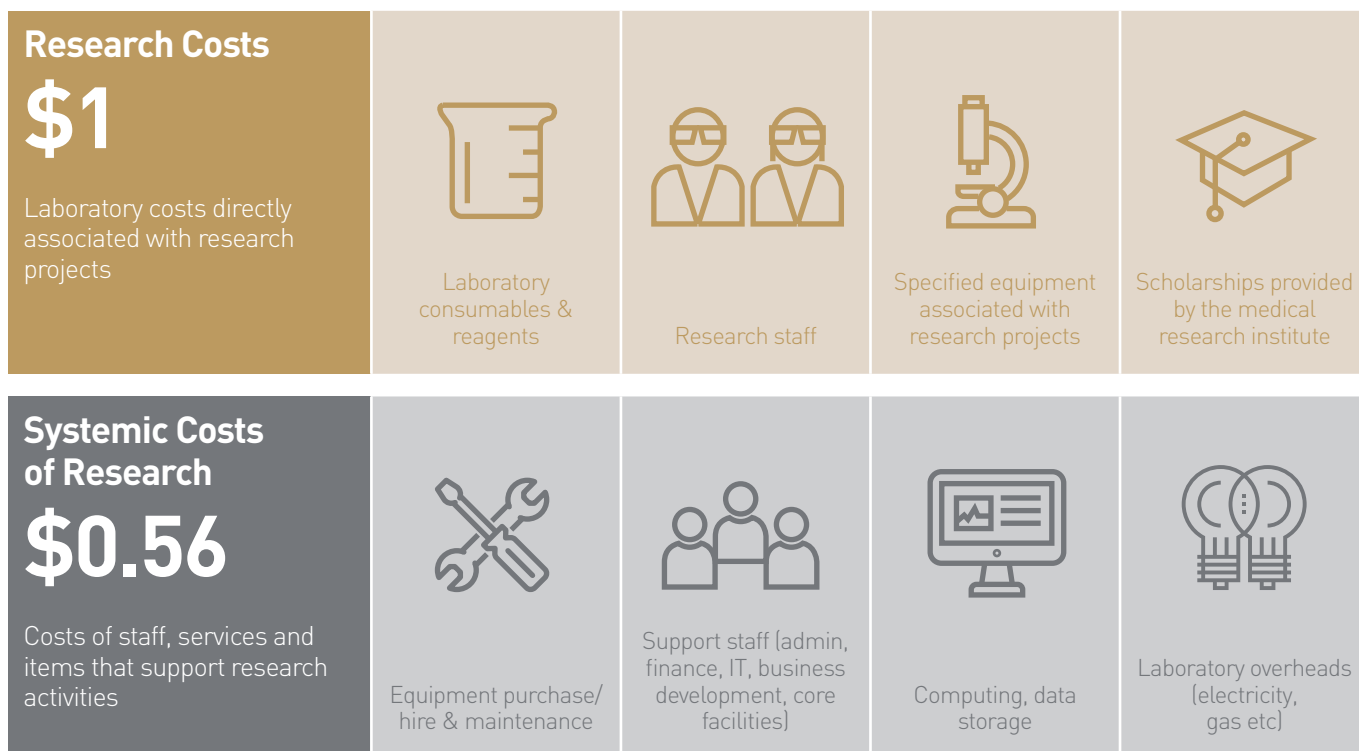 Research Costs
$1
Laboratory costs directly
associated with research
projects
Laboratory
consumables &
reagents
Research staff
Specified equipment
associated with
research projects
Scholarships provided
by the medical
research institute
Systemic Costs
of Research
$0.56
Costs of staff, services and
items that support research
activities
Equipment purchase/
hire & maintenance
Support staff (admin,
finance, IT, business
development, core
facilities)
Computing, data
storage
Laboratory overheads
(electricity,
gas etc)